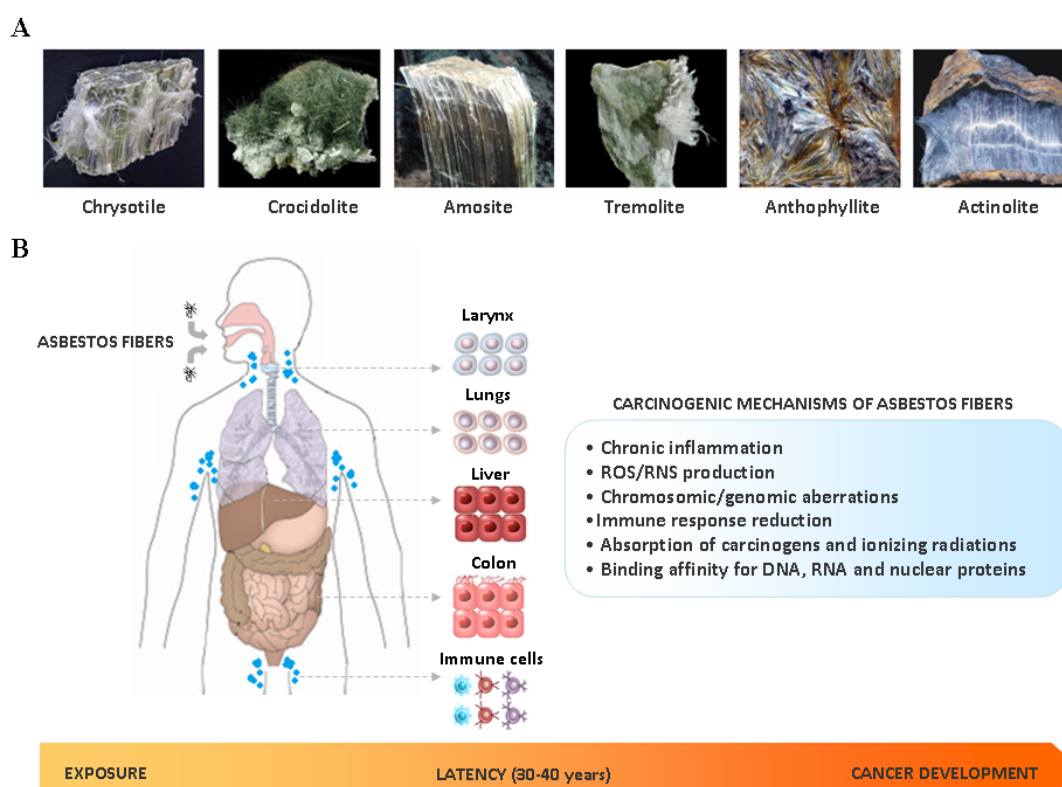 A
Chrysotile
Crocidolite
Amosite
Tremolite
Anthophyllite
Actinolite
B
ASBESTOS FIBERS
Larynx
Lungs
Liver
Colon
Immune cells
CARCINOGENIC MECHANISMS OF ASBESTOS FIBERS
• Chronic inflammation
• ROS/RNS production
• Chromosomic/genomic aberrations
•Immune response reduction
• Absorption of carcinogens and ionizing radiations
• Binding affinity for DNA, RNA and nuclear proteins
EXPOSURE
LATENCY (30-40 years)
CANCER DEVELOPMENT